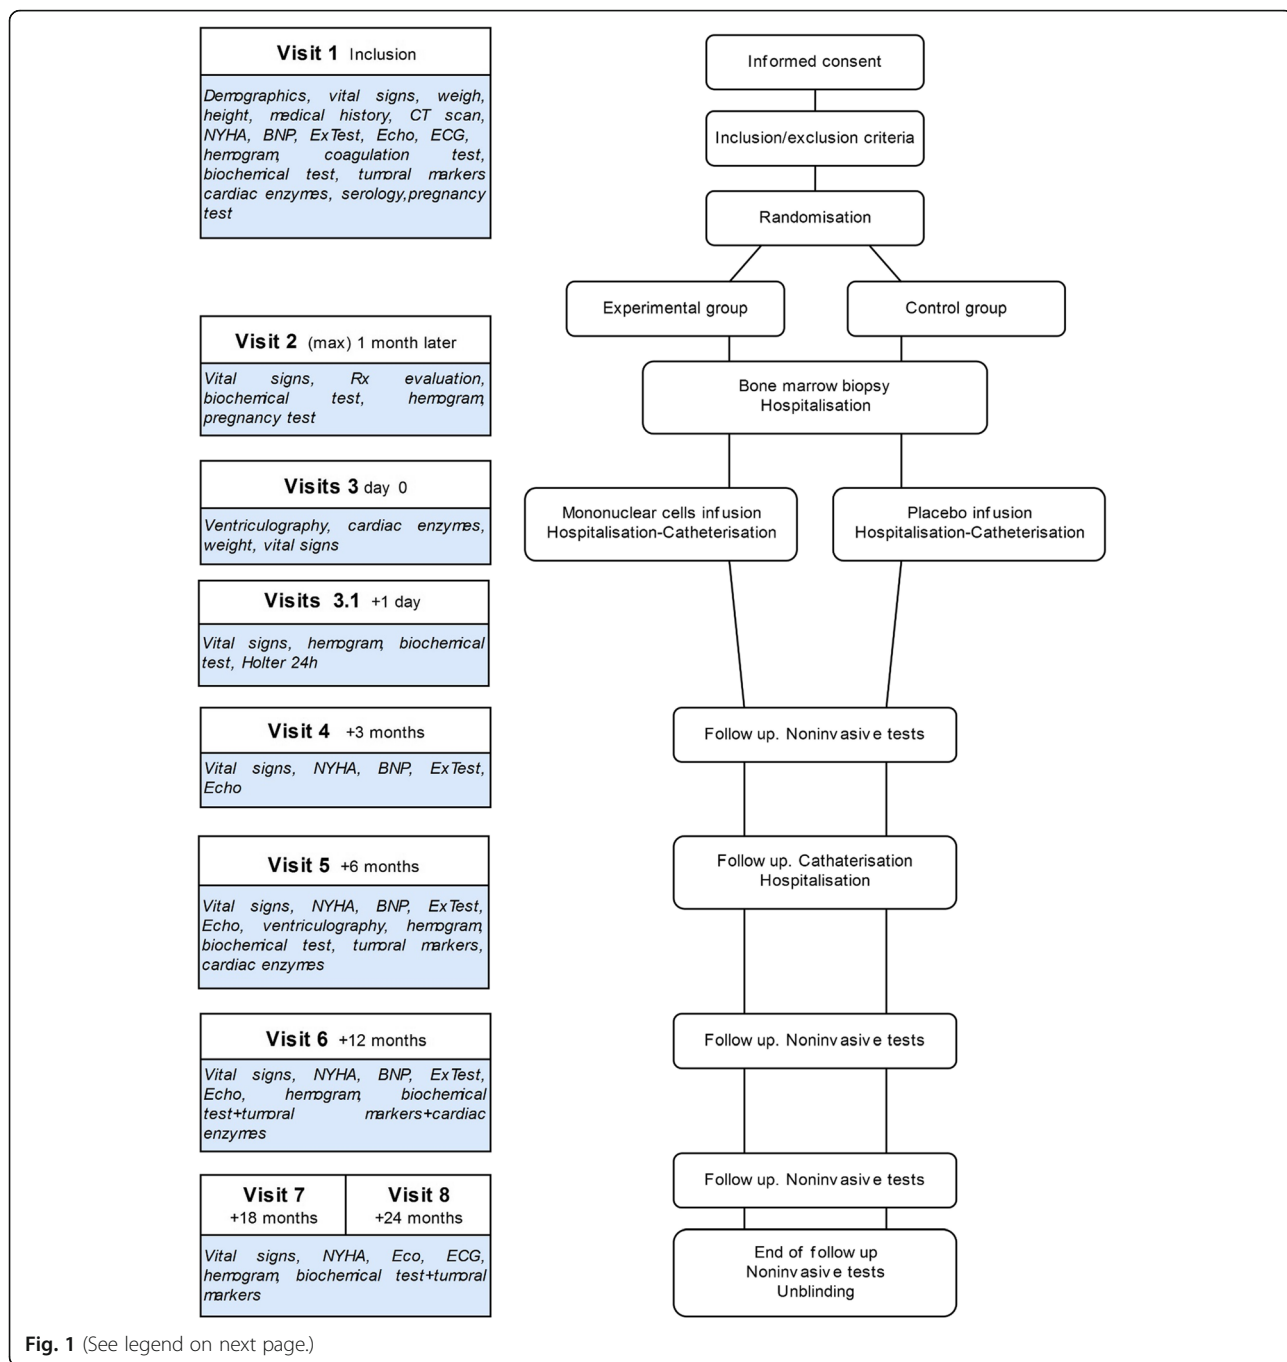 Visit 1 Inclusion
Demographics, vital signs, weigh,
height, medical history, CT scan,
NYHA, BNP, ExTest, Echo, ECG,
hemogram, coagulation test,
biochemical test, tumoral markers
cardiac enzymes, serology,pregnancy
test
Visit 2 (max) 1 month later
Vital signs, Rx evaluation,
biochemical test, hemogram,
pregnancy test
Visits 3 day 0
Ventriculography, cardiac enzymes,
weight, vital signs
Visits 3.1 +1 day
Vital signs, hemogram, biochemical
test, Holter 24h
Visit 4 +3 months
Vital signs, NYHA, BNP, ExTest,
Echo
Visit 5 +6 months
Vital signs, NYHA, BNP, ExTest,
Echo, ventriculography, hemogram,
biochemical test, tumoral markers,
cardiac enzymes
Visit 6 +12 months
Vital signs, NYHA, BNP, ExTest,
Echo, hemogram, biochemical
test+tumoral markers+cardiac
enzymes
Visit 7
+18 months
Visit 8
+24 months
Vital signs, NYHA, Eco, ECG,
hemogram, biochemical test+tumoral
markers
Informed consent
Inclusion/exclusion criteria
Randomisation
Experimental group
Control group
Bone marrow biopsy
Hospitalisation
Mononuclear cells infusion
Hospitalisation-Catheterisation
Placebo infusion
Hospitalisation-Catheterisation
Follow up. Noninvasive tests
Follow up. Cathaterisation
Hospitalisation
Follow up. Noninvasive tests
Follow up. Noninvasive tests
End of follow up
Noninvasive tests
Unblinding
Fig. 1 (See legend on next page.)